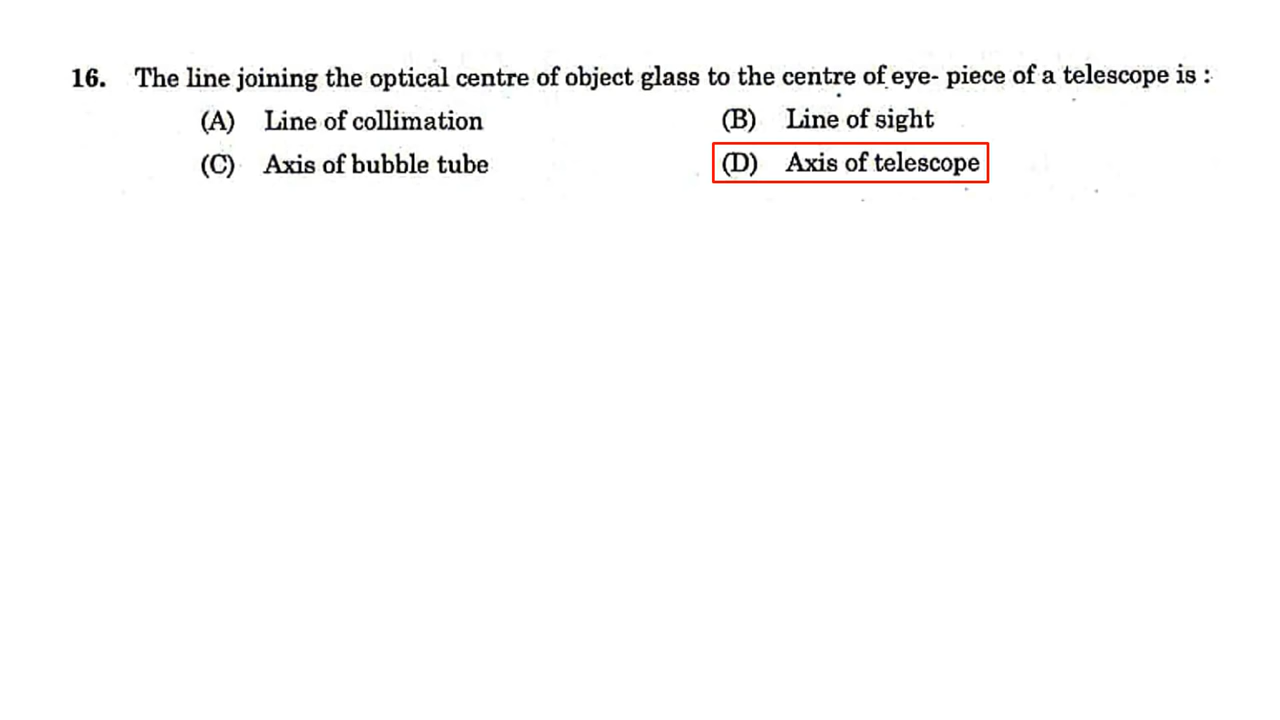 16. The line joining the optical centre of object glass to the centre of eye- piece of a telescope is :
(A) Line of collimation (B) Line of sight
(C) Axis of bubble tube (D) Axis of telescope